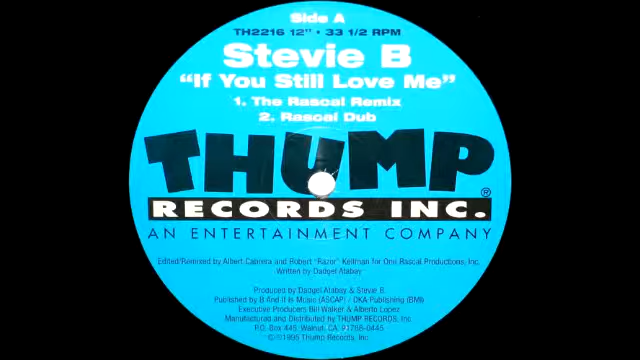 Side A
TH2216 12" • 33 1/2 RPM
Stevie B
"If You Still Love Me"
1. The Rascal Remix
2. Rascal Dub
THUMP®
RECORDS INC.
AN ENTERTAINMENT COMPANY
Edited/Remixed by Albert Cabrera and Robert "Razor" Keilman for One Rascal Productions, Inc.
Written by Dadgel Atabay
Produced by Dadgel Atabay & Stevie B.
Published by B And II Is Music (ASCAP) / DKA Publishing (BMI)
Executive Producers Bill Walker & Alberto Lopez
Manufactured and Distributed by THUMP RECORDS, Inc.
P.O. Box 445, Walnut, CA. 91788-0445
©℗1995 Thump Records, Inc.